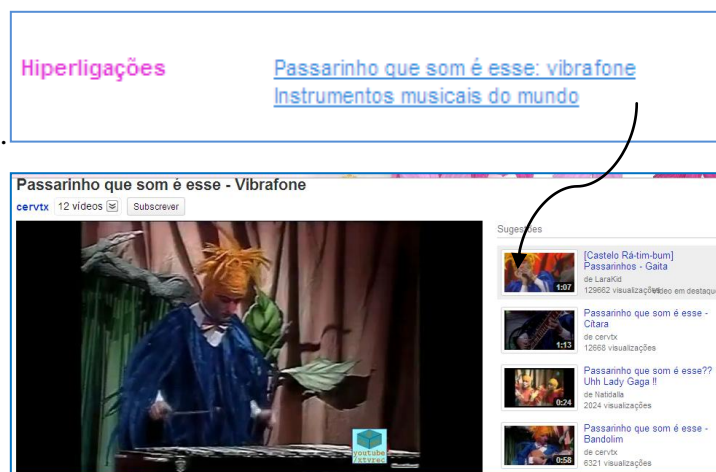 Hiperligações
Passarinho que som é esse: vibrafone
Instrumentos musicais do mundo
.
Passarinho que som é esse - Vibrafone
cervtx 12 vídeos Subscrever
Sugestões
[Castelo Rá-tim-bum]
Passarinhos - Gaita
de LaraKid
129662 visualizações vídeo em destaque
1:07
Passarinho que som é esse -
Cítara
de cervtx
12668 visualizações
1:13
Passarinho que som é esse??
Uhh Lady Gaga !!
de Natidalla
2024 visualizações
0:24
Passarinho que som é esse -
Bandolim
de cervtx
6321 visualizações
0:58
youtube
/stvrec